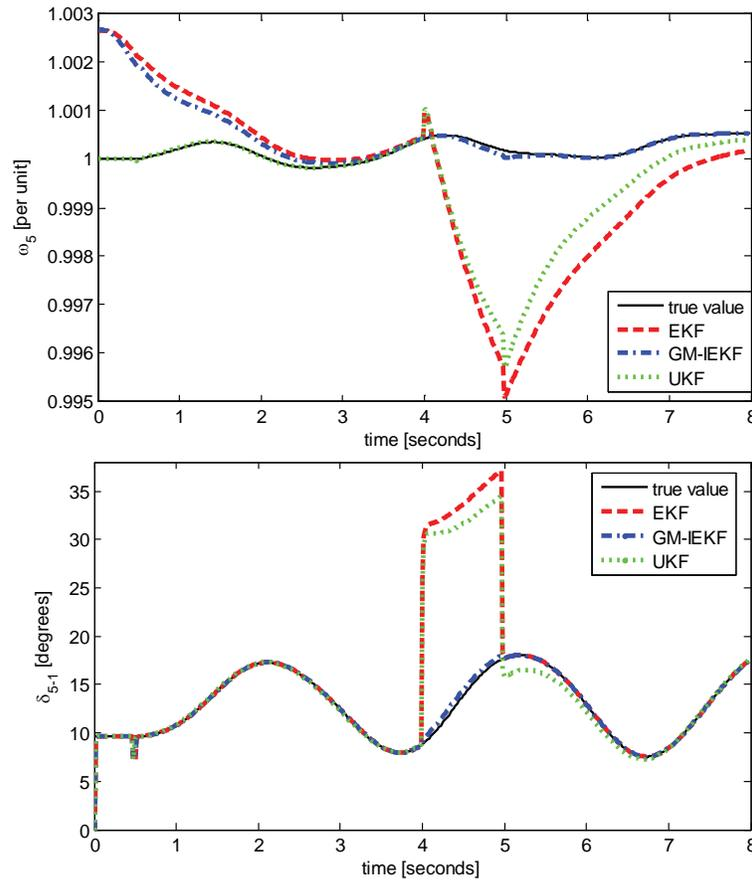 1.003
1.002
1.001
1
0.999
0.998
0.997
0.996
0.995
ω5 [per unit]
0 1 2 3 4 5 6 7 8
time [seconds]
true value
EKF
GM-IEKF
UKF
35
30
25
20
15
10
5
0
δ5-1 [degrees]
0 1 2 3 4 5 6 7 8
time [seconds]
true value
EKF
GM-IEKF
UKF